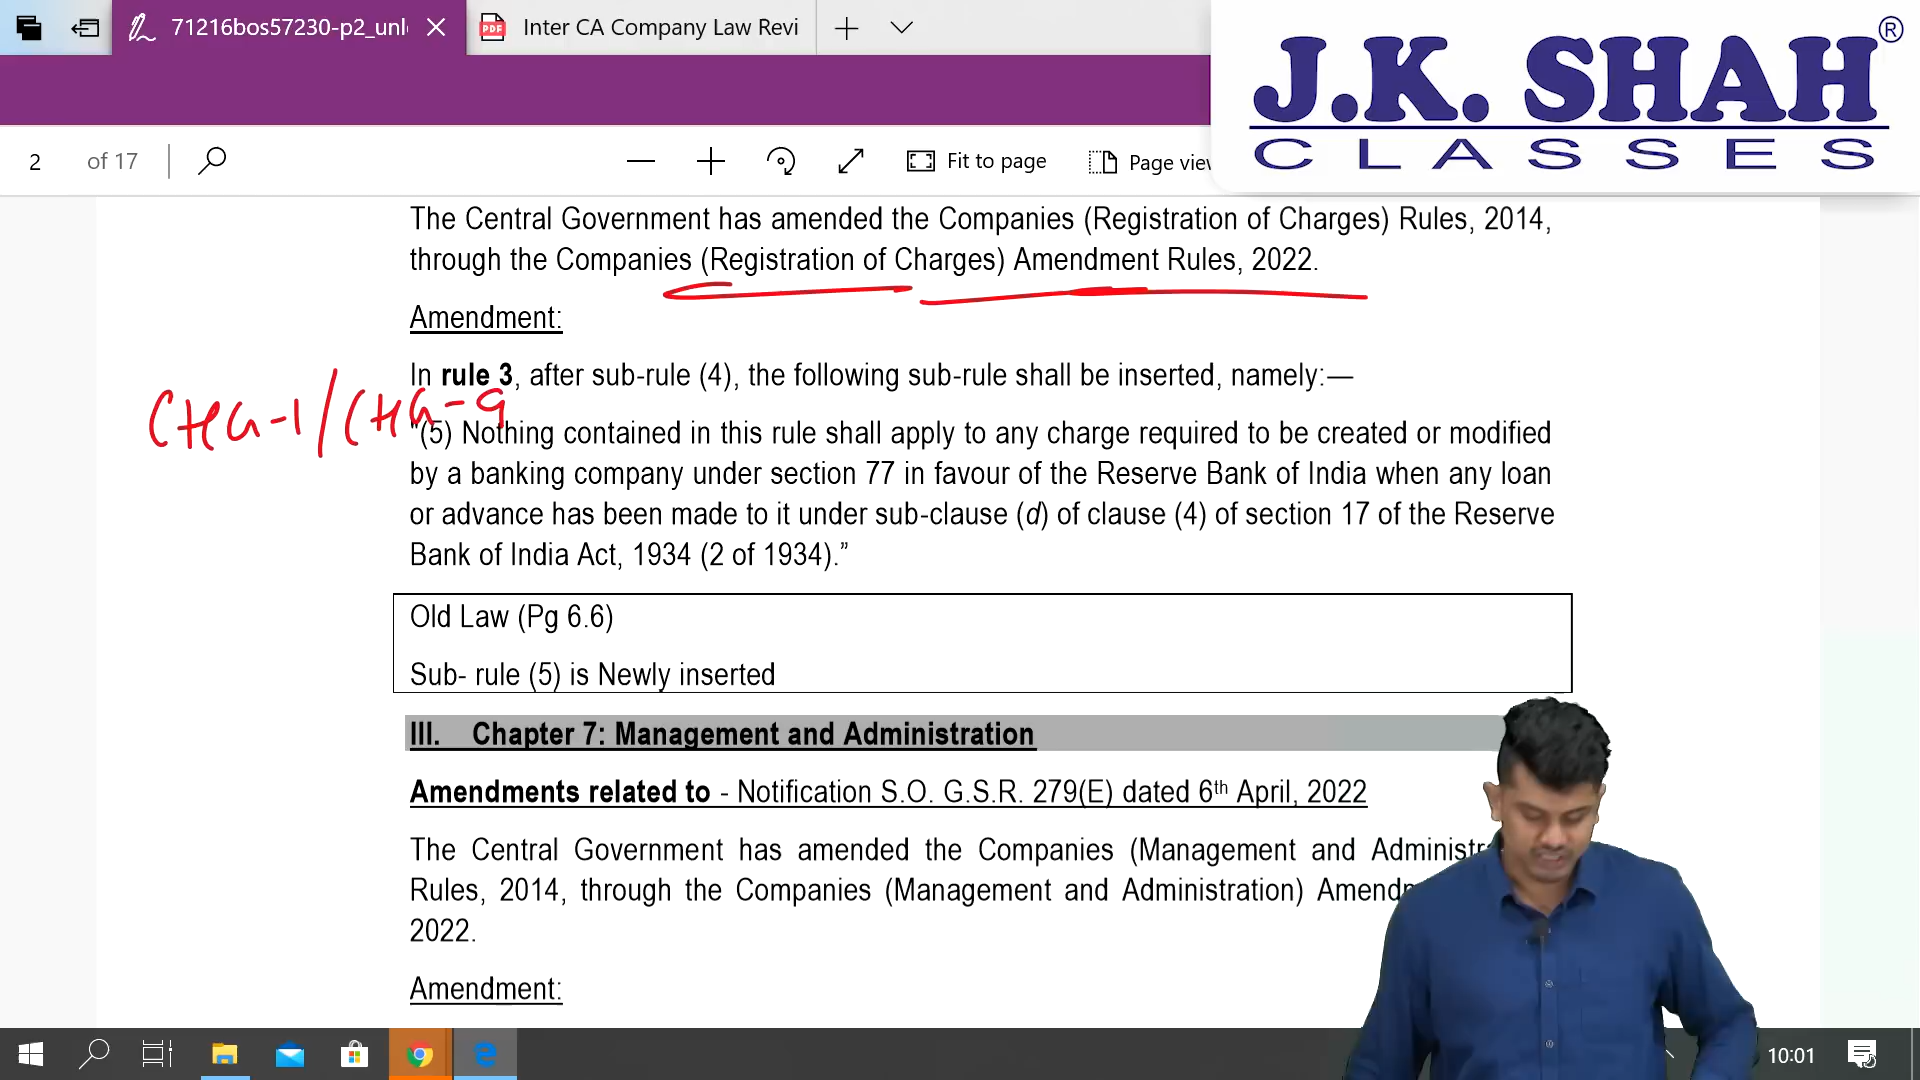 71216bos57230-p2_unl
Inter CA Company Law Revi
J.K. SHAH®
CLASSES
2 of 17
Fit to page
Page view
The Central Government has amended the Companies (Registration of Charges) Rules, 2014,
through the Companies (Registration of Charges) Amendment Rules, 2022.
Amendment:
In rule 3, after sub-rule (4), the following sub-rule shall be inserted, namely:—
CHG-1/CHG-9
"(5) Nothing contained in this rule shall apply to any charge required to be created or modified
by a banking company under section 77 in favour of the Reserve Bank of India when any loan
or advance has been made to it under sub-clause (d) of clause (4) of section 17 of the Reserve
Bank of India Act, 1934 (2 of 1934).”
Old Law (Pg 6.6)
Sub- rule (5) is Newly inserted
III. Chapter 7: Management and Administration
Amendments related to - Notification S.O. G.S.R. 279(E) dated 6th April, 2022
The Central Government has amended the Companies (Management and Administr
Rules, 2014, through the Companies (Management and Administration) Amendm
2022.
Amendment:
10:01